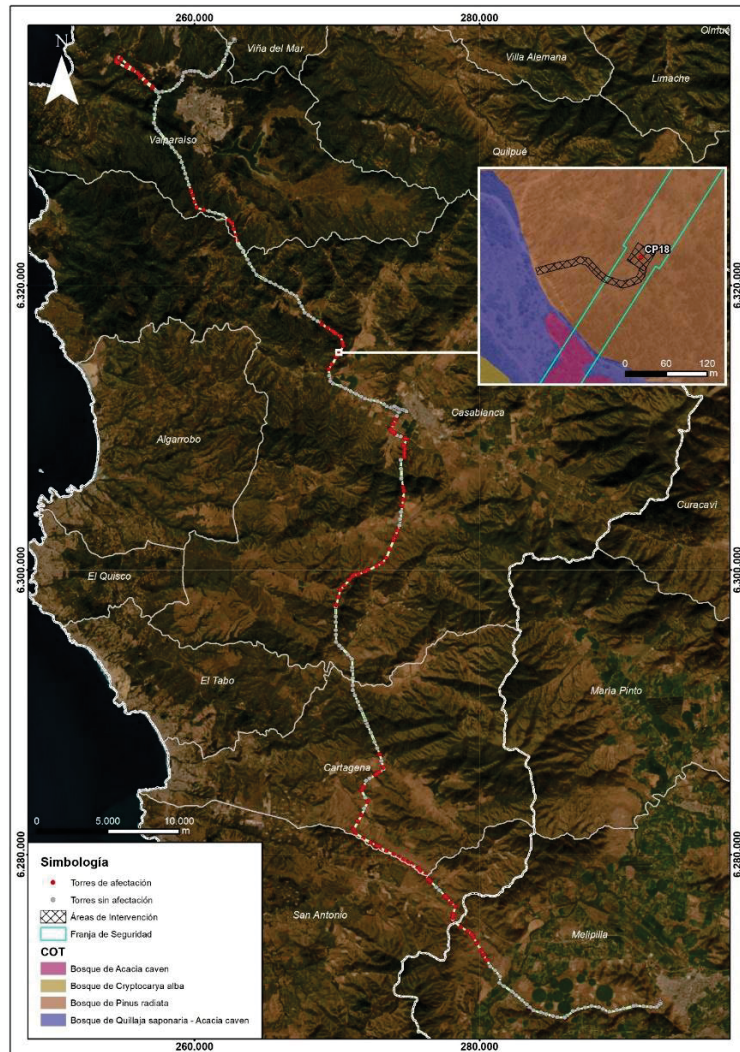 260.000 280.000
N
Viña del Mar
Villa Alemana
Limache
Valparaíso
Quilpué
CP18
0 60 120
m
6.320.000 6.320.000
Casablanca
Algarrobo
Curacaví
6.300.000 6.300.000
El Quisco
El Tabo
María Pinto
Cartagena
0 5.000 10.000
m
6.280.000 6.280.000
Simbología
Torres de afectación
Torres sin afectación
Áreas de Intervención
Franja de Seguridad
COT
Bosque de Acacia caven
Bosque de Cryptocarya alba
Bosque de Pinus radiata
Bosque de Quillaja saponaria - Acacia caven
San Antonio
Melipilla
260.000 280.000